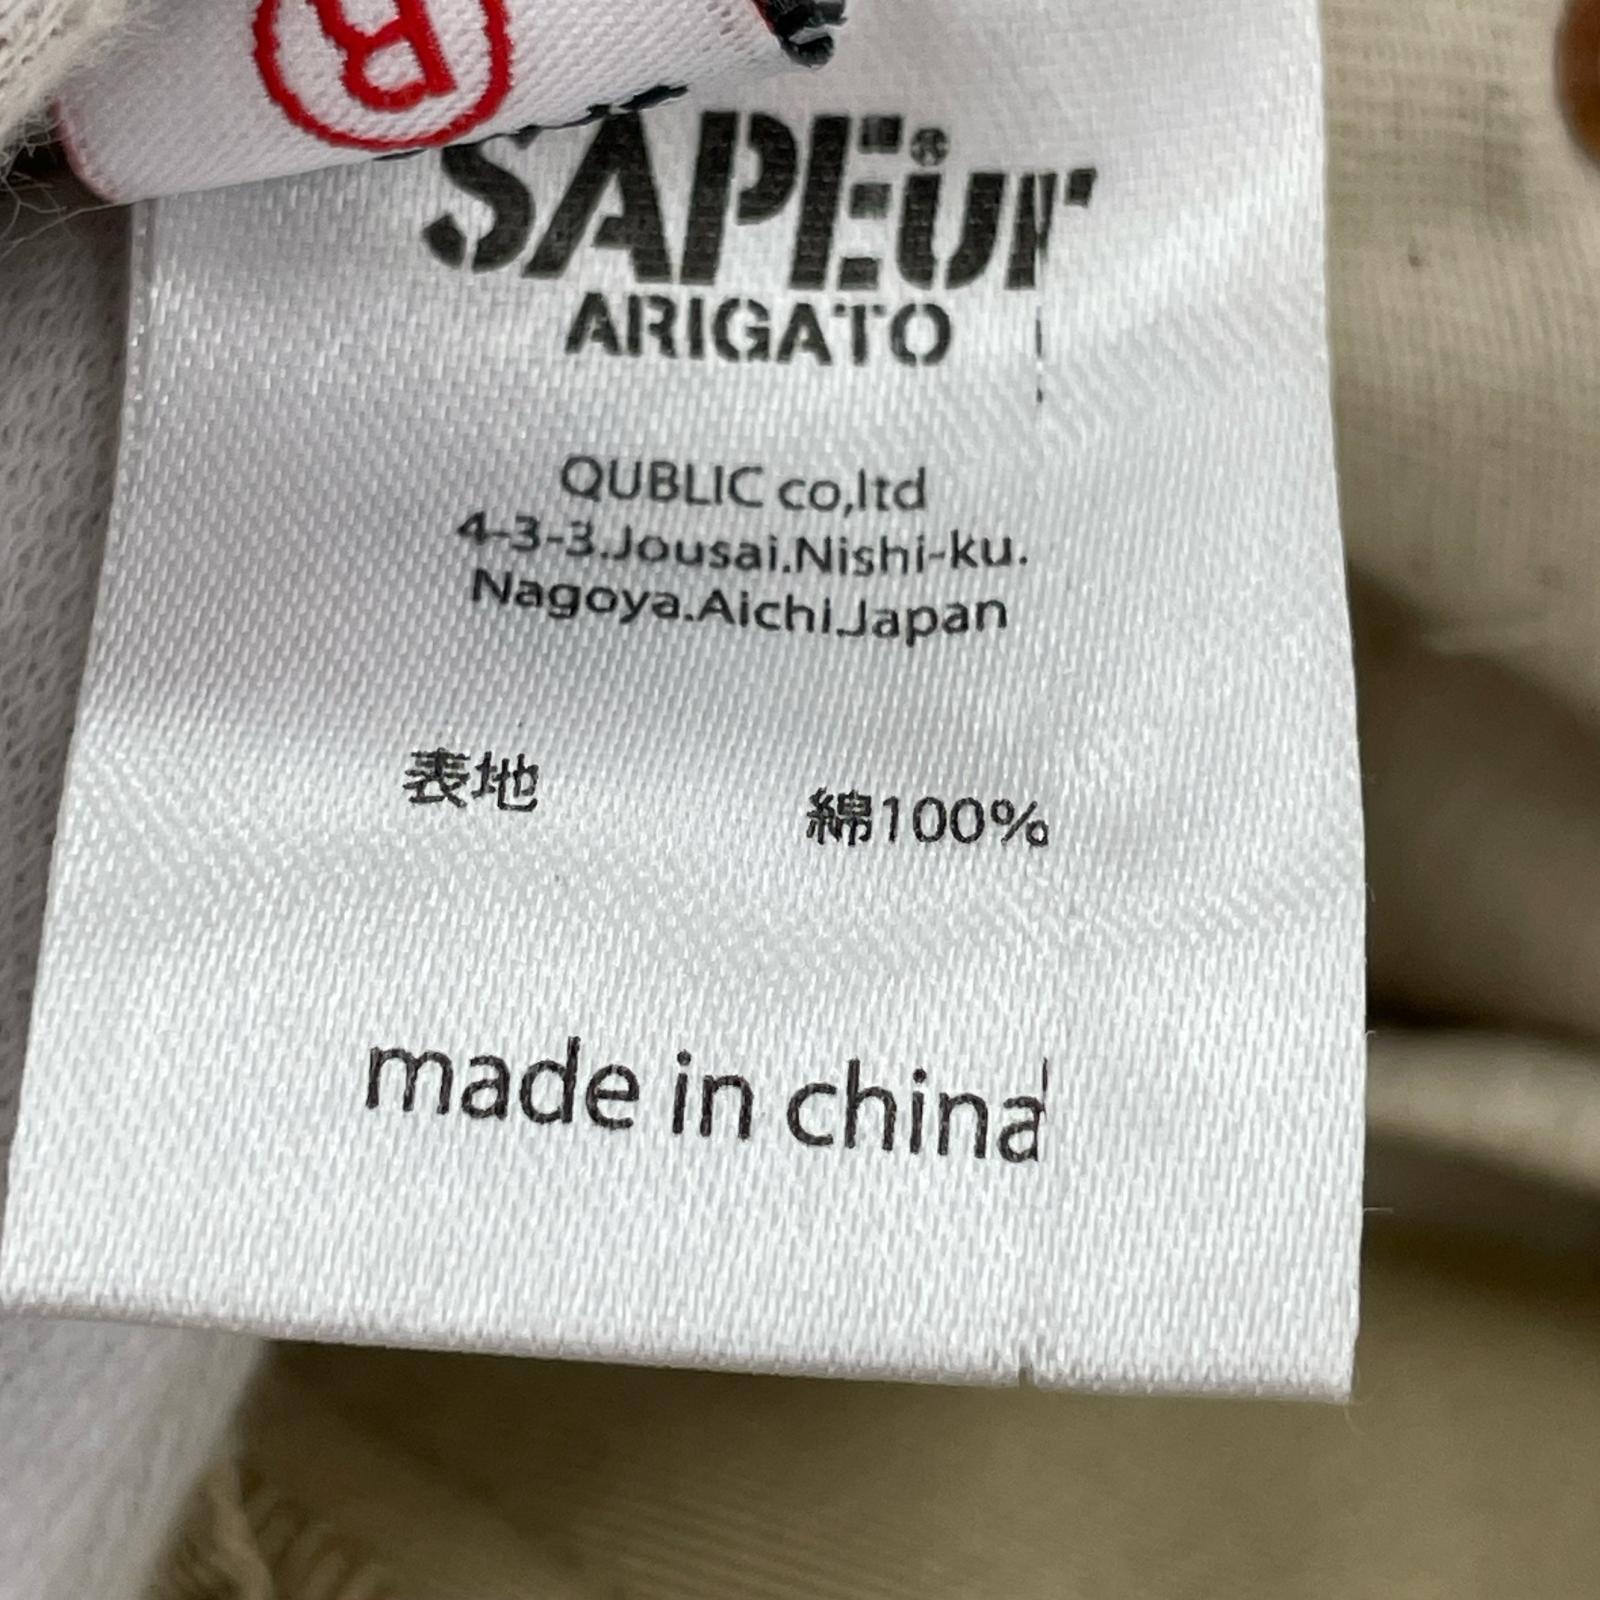 R
SAPEur®
ARIGATO
QUBLIC co,ltd
4-3-3.Jousai.Nishi-ku.
Nagoya.Aichi.Japan
表地 綿100%
made in china